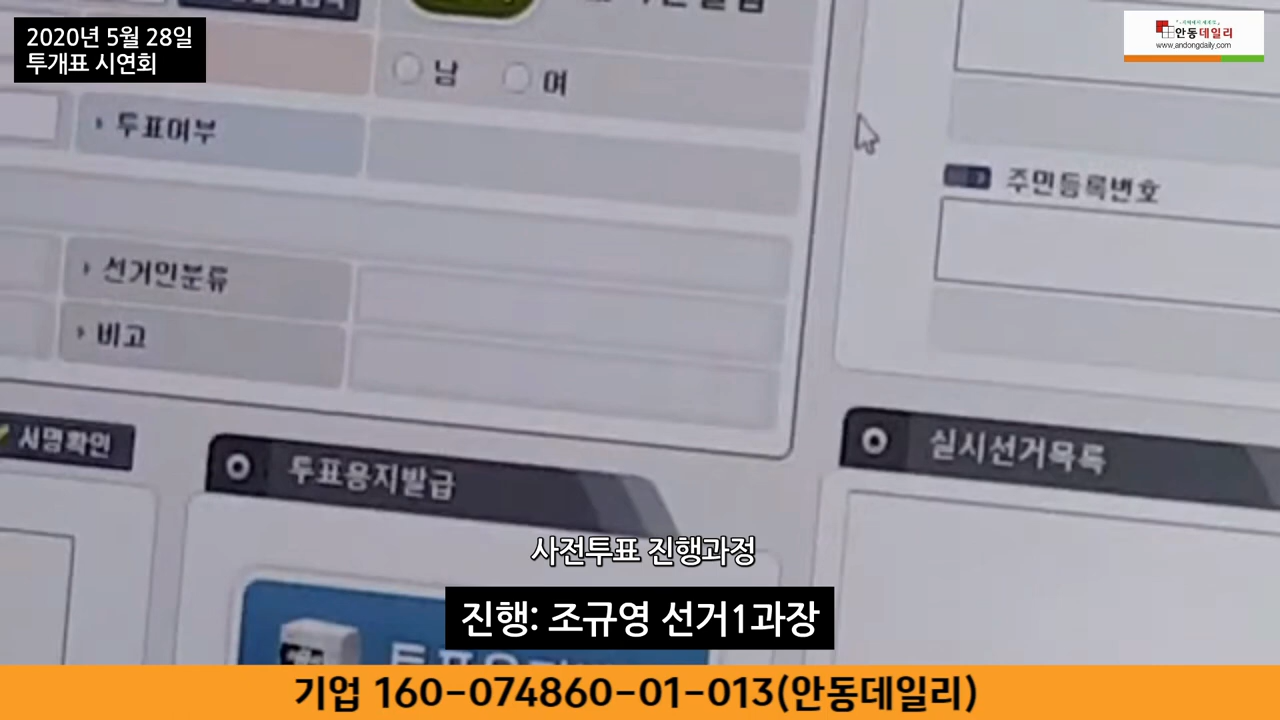 2020년 5월 28일
투개표 시연회
안동데일리
www.andongdaily.com
남 여
투표여부
주민등록번호
선거인분류
비고
서명확인
투표용지발급
실시선거목록
사전투표 진행과정
진행: 조규영 선거1과장
기업 160-074860-01-013(안동데일리)